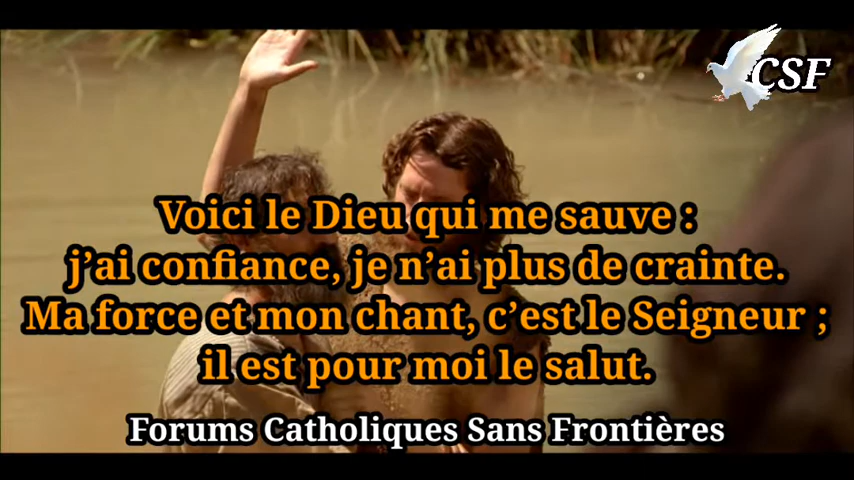 CSF
Voici le Dieu qui me sauve :
j’ai confiance, je n’ai plus de crainte.
Ma force et mon chant, c’est le Seigneur ;
il est pour moi le salut.
Forums Catholiques Sans Frontières